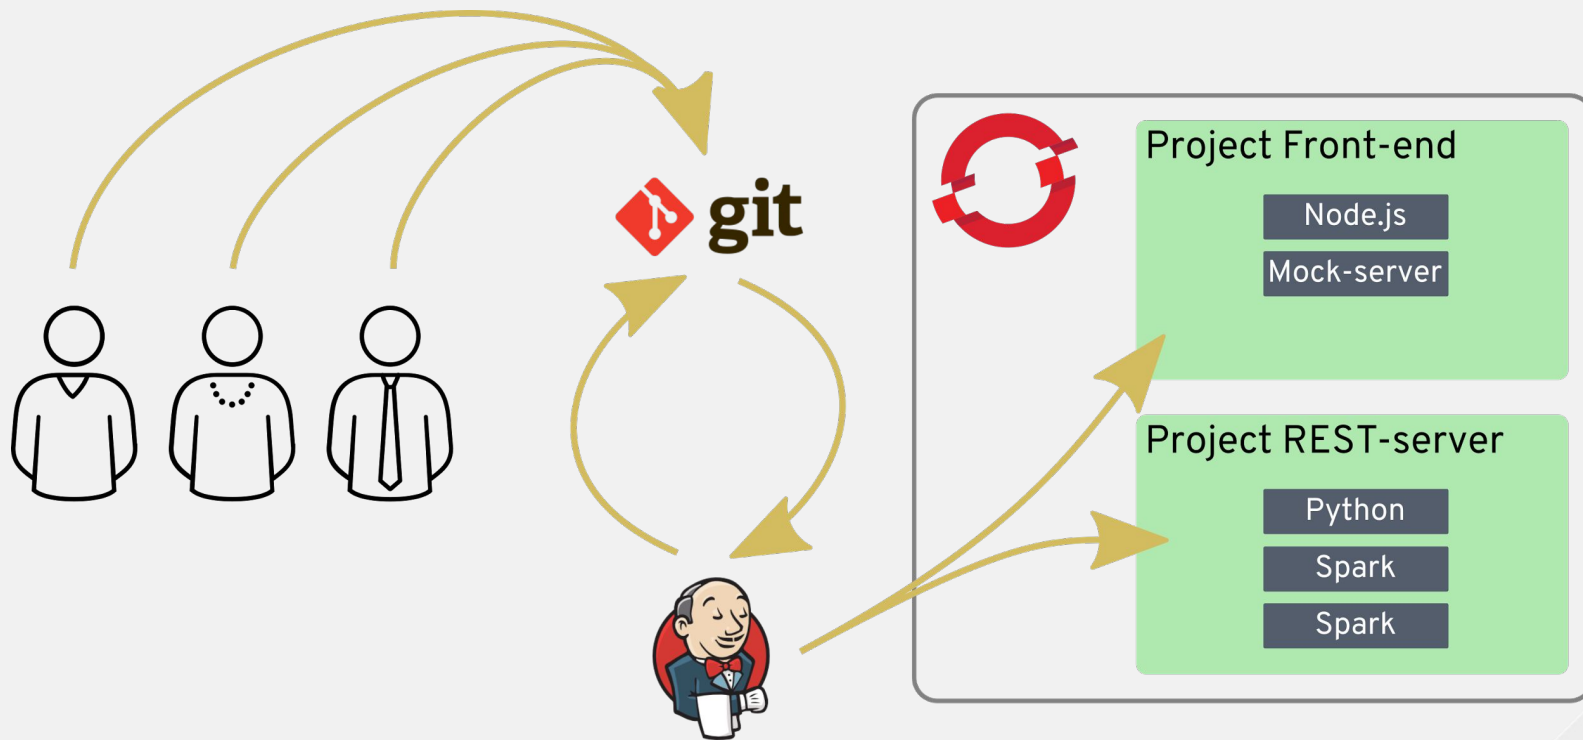 git
Project Front-end
Node.js
Mock-server
Project REST-server
Python
Spark
Spark